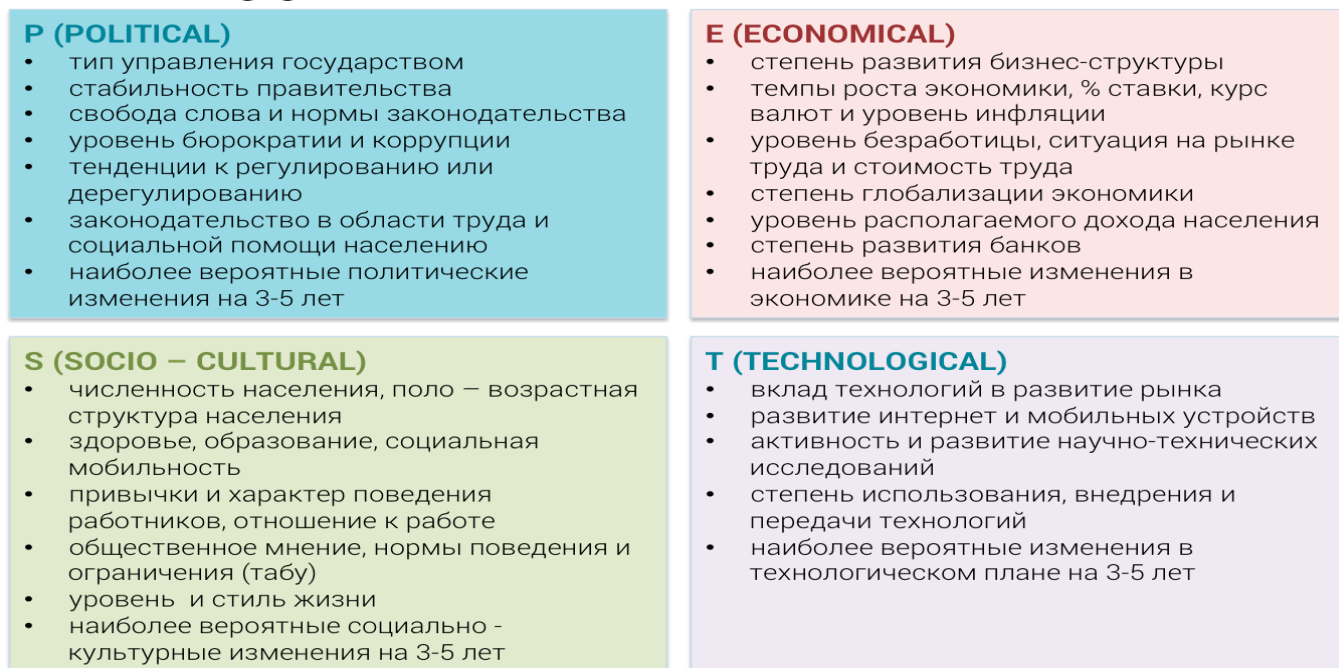 P (POLITICAL)
• тип управления государством
• стабильность правительства
• свобода слова и нормы законодательства
• уровень бюрократии и коррупции
• тенденции к регулированию или
дерегулированию
• законодательство в области труда и
социальной помощи населению
• наиболее вероятные политические
изменения на 3-5 лет
E (ECONOMICAL)
• степень развития бизнес-структуры
• темпы роста экономики, % ставки, курс
валют и уровень инфляции
• уровень безработицы, ситуация на рынке
труда и стоимость труда
• степень глобализации экономики
• уровень располагаемого дохода населения
• степень развития банков
• наиболее вероятные изменения в
экономике на 3-5 лет
S (SOCIO – CULTURAL)
• численность населения, поло – возрастная
структура населения
• здоровье, образование, социальная
мобильность
• привычки и характер поведения
работников, отношение к работе
• общественное мнение, нормы поведения и
ограничения (табу)
• уровень и стиль жизни
• наиболее вероятные социально -
культурные изменения на 3-5 лет
T (TECHNOLOGICAL)
• вклад технологий в развитие рынка
• развитие интернет и мобильных устройств
• активность и развитие научно-технических
исследований
• степень использования, внедрения и
передачи технологий
• наиболее вероятные изменения в
технологическом плане на 3-5 лет